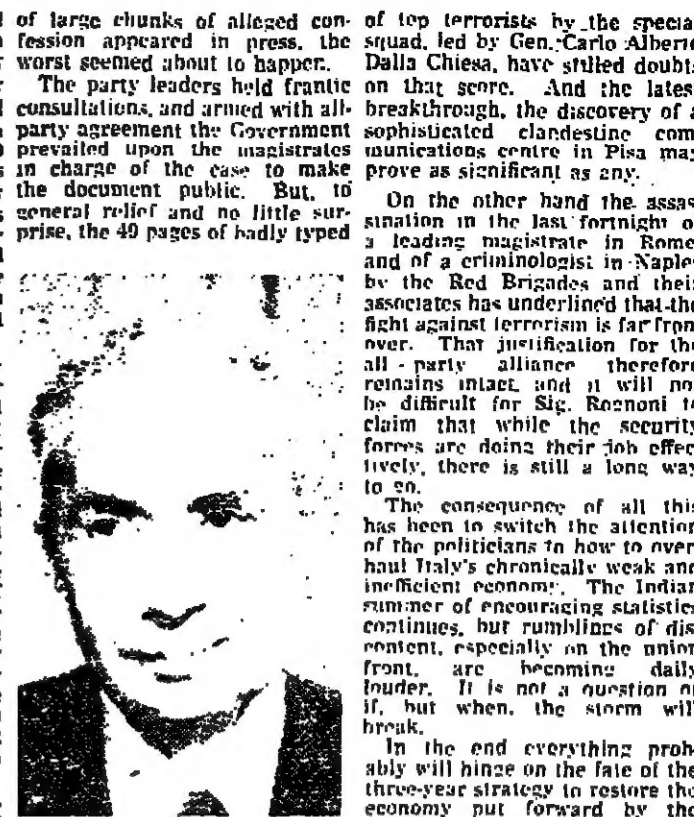 of large chunks of alleged con-
fession appeared in press, the
worst seemed about to happen.
The party leaders held frantic
consultations, and armed with all-
party agreement the Government
prevailed upon the magistrates
in charge of the case to make
the document public. But, to
general relief and no little sur-
prise, the 49 pages of badly typed
of top terrorists by the specia
squad, led by Gen. Carlo Albert
Dalla Chiesa, have stilled doubt
on that score. And the lates
breakthrough, the discovery of a
sophisticated clandestine com
munications centre in Pisa may
prove as significant as any.
On the other hand the assas
sination in the last fortnight o
a leading magistrate in Rome
and of a criminologist in Naple
by the Red Brigades and thei
associates has underlined that the
fight against terrorism is far from
over. That justification for th
all-party alliance therefore
remains intact, and it will no
be difficult for Sig. Rognoni to
claim that while the security
forces are doing their job effec
tively, there is still a long way
to go.
The consequence of all this
has been to switch the attention
of the politicians to how to over
haul Italy's chronically weak and
inefficient economy. The Indian
summer of encouraging statistic
continues, but rumblings of dis
content, especially on the union
front, are becoming daily
louder. It is not a question of
if, but when, the storm will
break.
In the end everything prob-
ably will hinge on the fate of the
three-year strategy to restore the
economy put forward by the